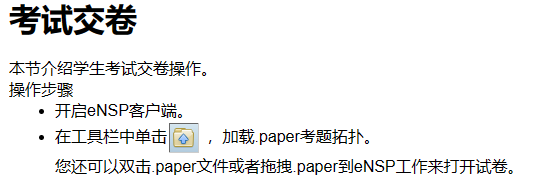 考试交卷
本节介绍学生考试交卷操作。
操作步骤
• 开启eNSP客户端。
• 在工具栏中单击 ，加载.paper考题拓扑。
您还可以双击.paper文件或者拖拽.paper到eNSP工作来打开试卷。